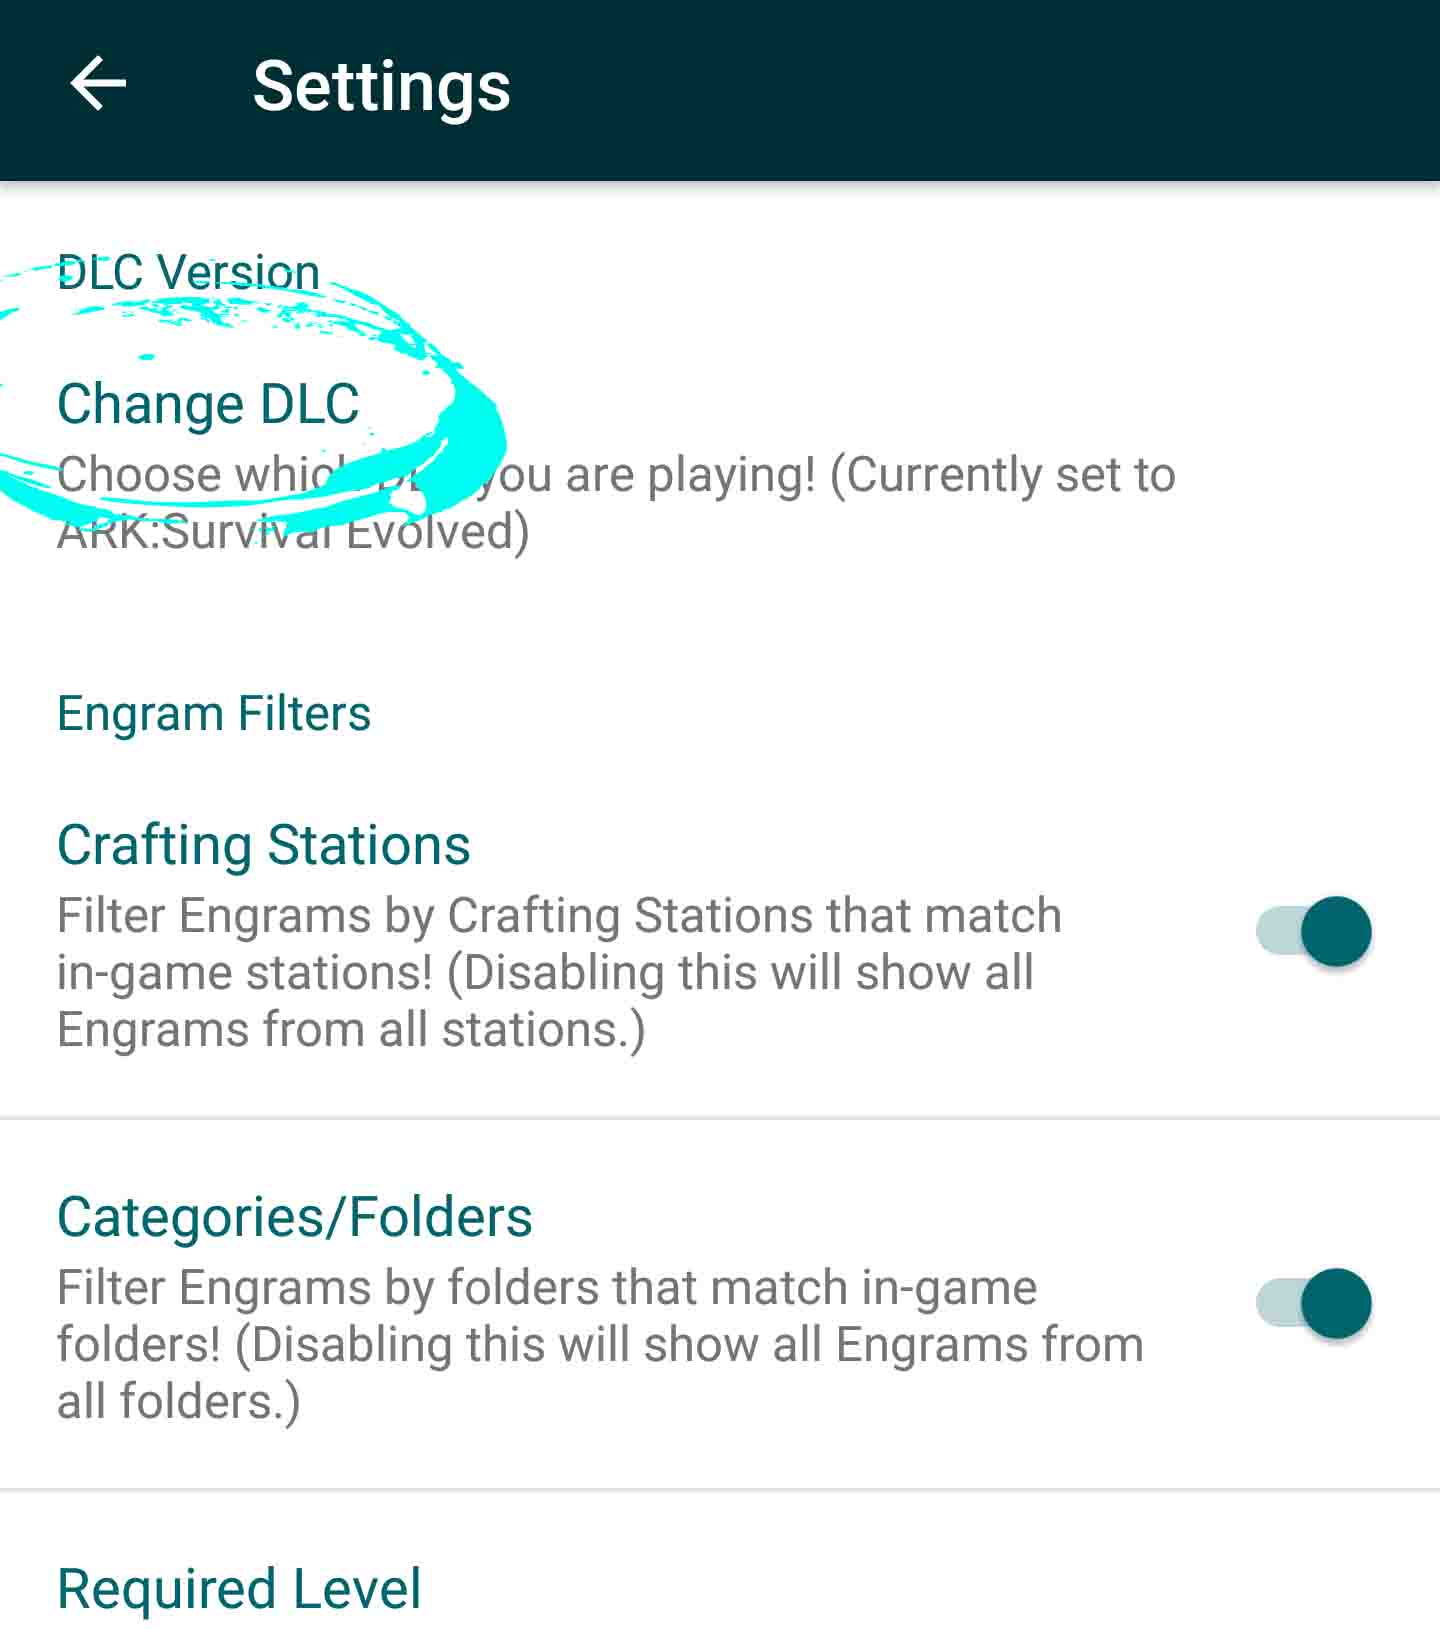 Settings
DLC Version
Change DLC
Choose which DLC you are playing! (Currently set to
ARK:Survival Evolved)
Engram Filters
Crafting Stations
Filter Engrams by Crafting Stations that match
in-game stations! (Disabling this will show all
Engrams from all stations.)
Categories/Folders
Filter Engrams by folders that match in-game
folders! (Disabling this will show all Engrams from
all folders.)
Required Level